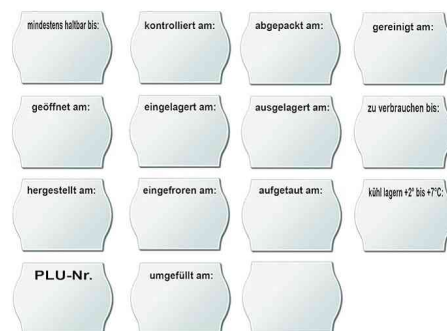 mindestens haltbar bis:
kontrolliert am:
abgepackt am:
gereinigt am:
geöffnet am:
eingelagert am:
ausgelagert am:
zu verbrauchen bis:
hergestellt am:
eingefroren am:
aufgetaut am:
kühl lagern +2° bis +7°C:
PLU-Nr.
umgefüllt am: